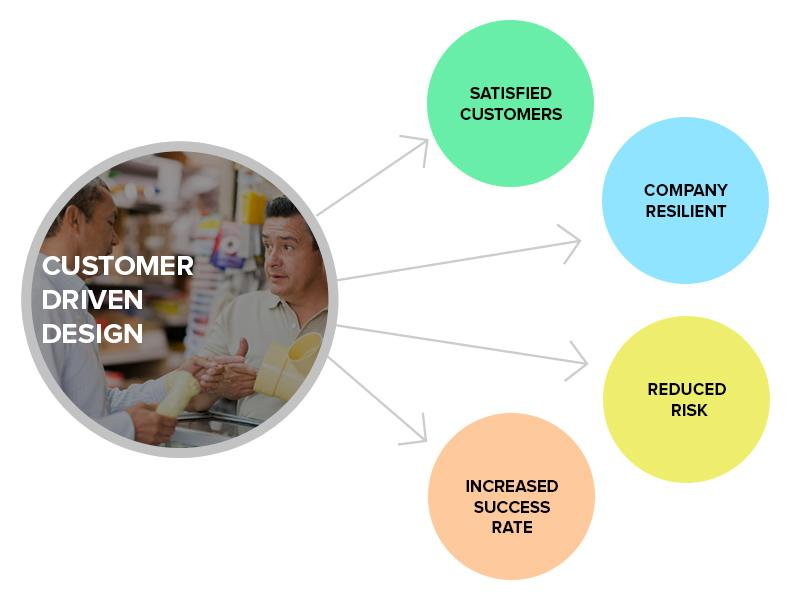 CUSTOMER
DRIVEN
DESIGN
SATISFIED
CUSTOMERS
COMPANY
RESILIENT
REDUCED
RISK
INCREASED
SUCCESS
RATE